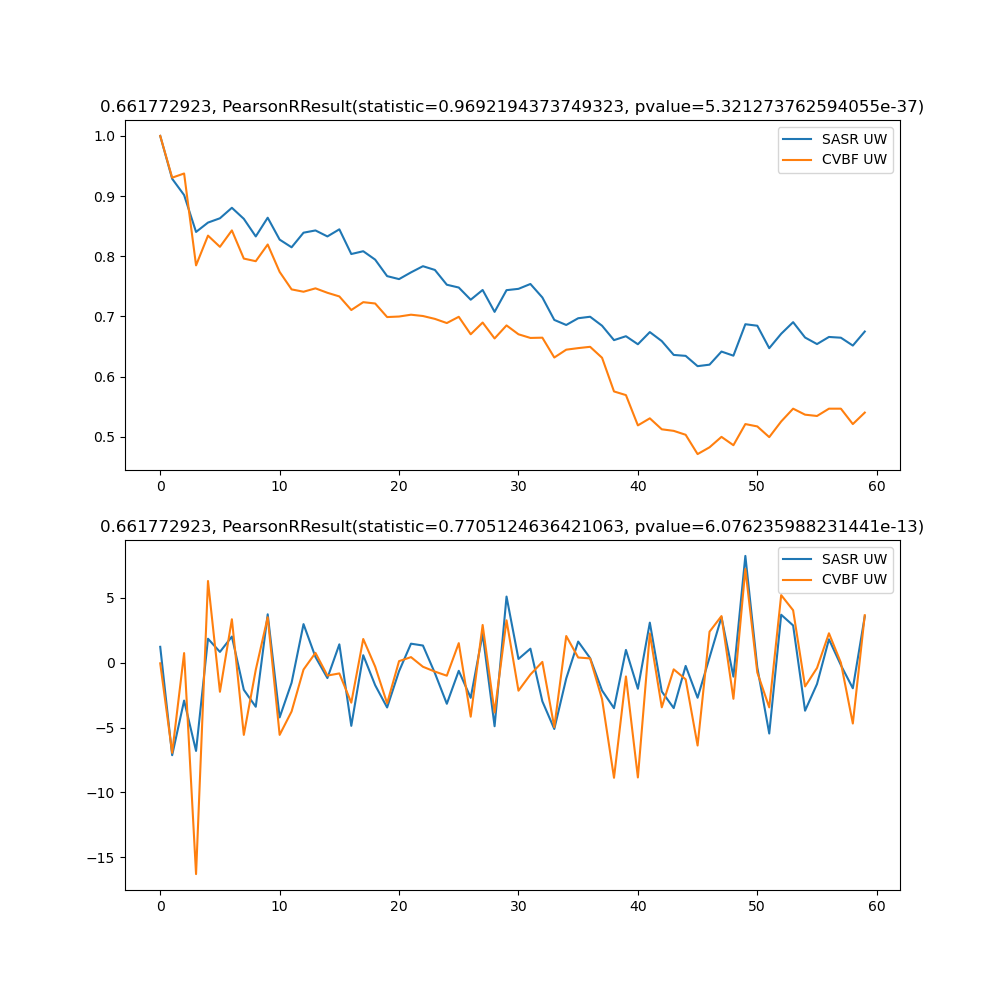 0.661772923, PearsonRResult(statistic=0.9692194373749323, pvalue=5.321273762594055e-37)
SASR UW
CVBF UW
1.0
0.9
0.8
0.7
0.6
0.5
0 10 20 30 40 50 60
0.661772923, PearsonRResult(statistic=0.7705124636421063, pvalue=6.076235988231441e-13)
SASR UW
CVBF UW
5
0
−5
−10
−15
0 10 20 30 40 50 60